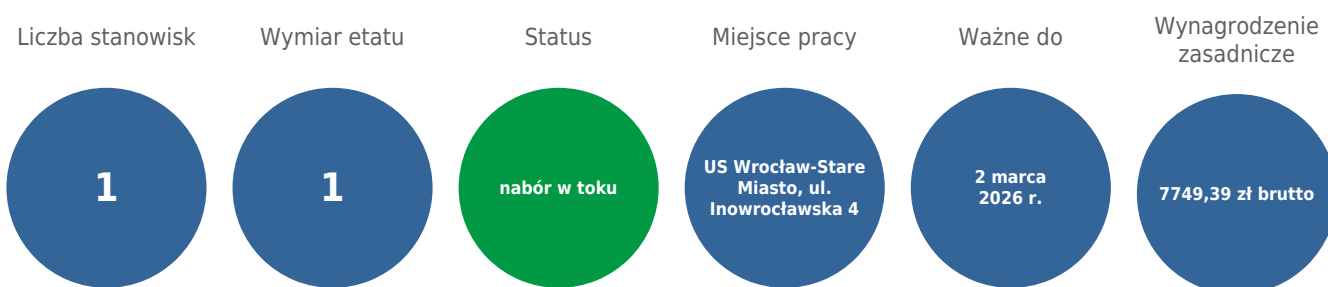 Liczba stanowisk
1
Wymiar etatu
1
Status
nabór w toku
Miejsce pracy
US Wrocław-Stare
Miasto, ul.
Inowrocławska 4
Ważne do
2 marca
2026 r.
Wynagrodzenie
zasadnicze
7749,39 zł brutto